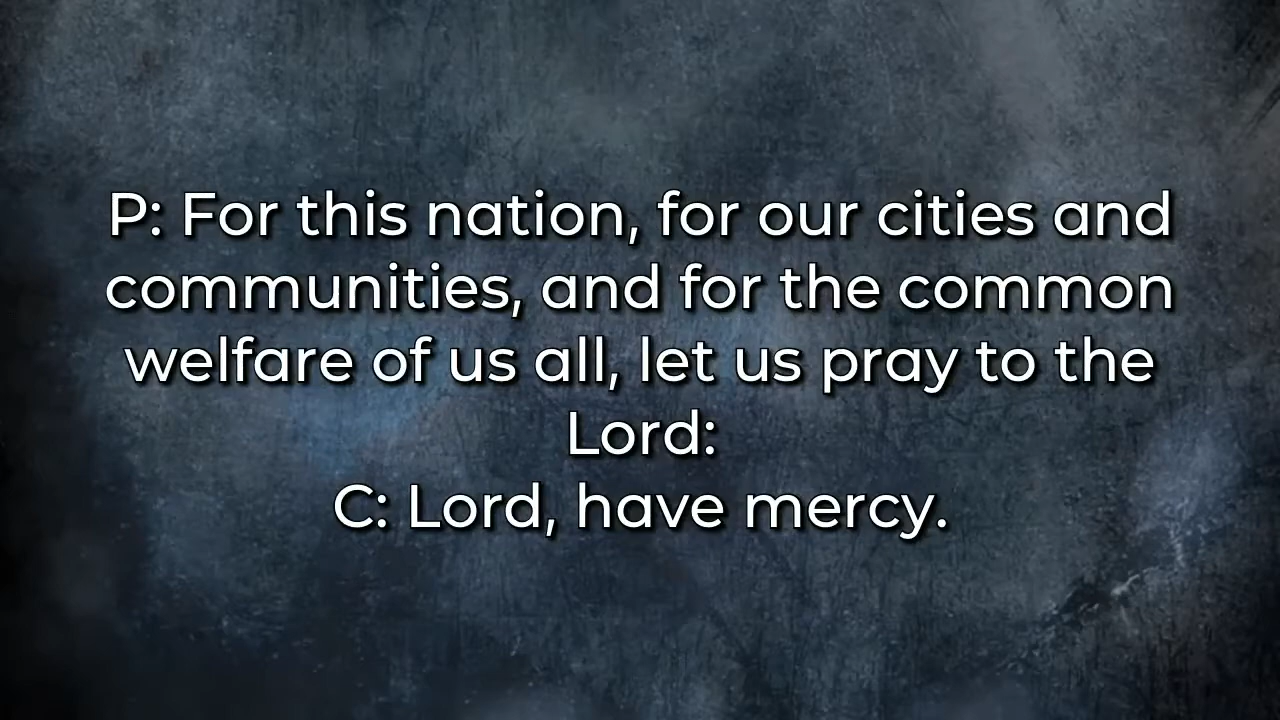 P: For this nation, for our cities and
communities, and for the common
welfare of us all, let us pray to the
Lord:
C: Lord, have mercy.